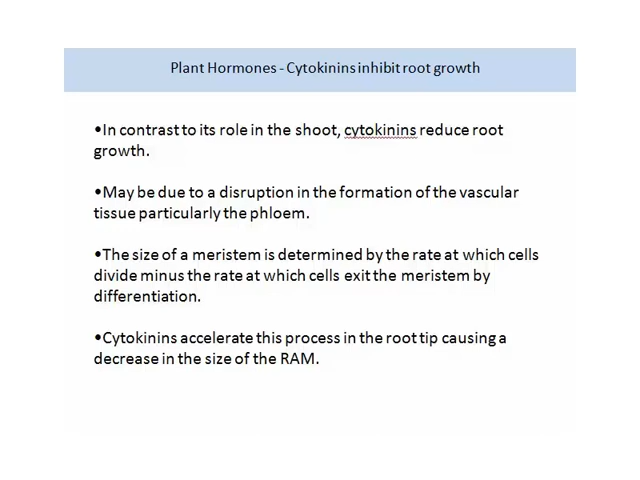 Plant Hormones - Cytokinins inhibit root growth
•In contrast to its role in the shoot, cytokinins reduce root
growth.
•May be due to a disruption in the formation of the vascular
tissue particularly the phloem.
•The size of a meristem is determined by the rate at which cells
divide minus the rate at which cells exit the meristem by
differentiation.
•Cytokinins accelerate this process in the root tip causing a
decrease in the size of the RAM.